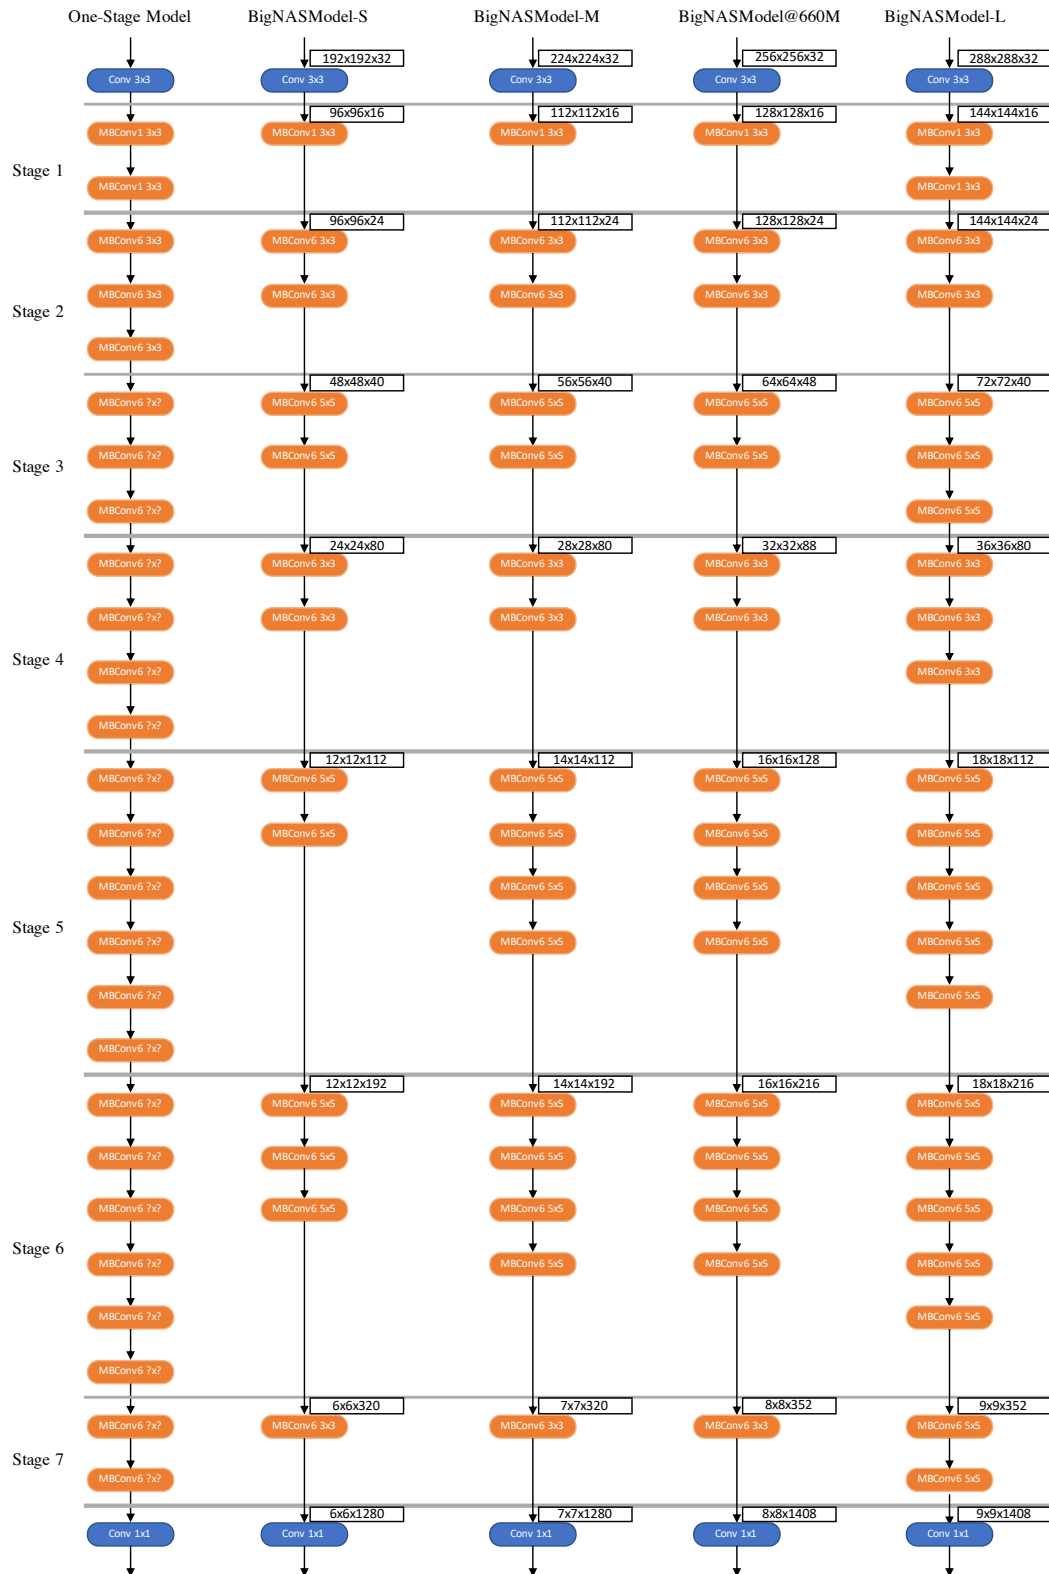 One-Stage Model BigNASModel-S BigNASModel-M BigNASModel@660M BigNASModel-L
192x192x32 224x224x32 256x256x32 288x288x32
Conv 3x3 Conv 3x3 Conv 3x3 Conv 3x3 Conv 3x3
96x96x16 112x112x16 128x128x16 144x144x16
MBConv1 3x3 MBConv1 3x3 MBConv1 3x3 MBConv1 3x3 MBConv1 3x3
Stage 1
MBConv1 3x3 MBConv1 3x3
96x96x24 112x112x24 128x128x24 144x144x24
MBConv6 3x3 MBConv6 3x3 MBConv6 3x3 MBConv6 3x3 MBConv6 3x3
MBConv6 3x3 MBConv6 3x3 MBConv6 3x3 MBConv6 3x3 MBConv6 3x3
Stage 2
MBConv6 3x3
48x48x40 56x56x40 64x64x48 72x72x40
MBConv6 ?x? MBConv6 5x5 MBConv6 5x5 MBConv6 5x5 MBConv6 5x5
MBConv6 ?x? MBConv6 5x5 MBConv6 5x5 MBConv6 5x5 MBConv6 5x5
Stage 3
MBConv6 ?x? MBConv6 5x5
24x24x80 28x28x80 32x32x88 36x36x80
MBConv6 ?x? MBConv6 3x3 MBConv6 3x3 MBConv6 3x3 MBConv6 3x3
MBConv6 ?x? MBConv6 3x3 MBConv6 3x3 MBConv6 3x3 MBConv6 3x3
Stage 4
MBConv6 ?x? MBConv6 3x3
MBConv6 ?x?
12x12x112 14x14x112 16x16x128 18x18x112
MBConv6 ?x? MBConv6 5x5 MBConv6 5x5 MBConv6 5x5 MBConv6 5x5
MBConv6 ?x? MBConv6 5x5 MBConv6 5x5 MBConv6 5x5 MBConv6 5x5
MBConv6 ?x? MBConv6 5x5 MBConv6 5x5 MBConv6 5x5
Stage 5
MBConv6 ?x? MBConv6 5x5 MBConv6 5x5 MBConv6 5x5
MBConv6 ?x? MBConv6 5x5
MBConv6 ?x?
12x12x192 14x14x192 16x16x216 18x18x216
MBConv6 ?x? MBConv6 5x5 MBConv6 5x5 MBConv6 5x5 MBConv6 5x5
MBConv6 ?x? MBConv6 5x5 MBConv6 5x5 MBConv6 5x5 MBConv6 5x5
MBConv6 ?x? MBConv6 5x5 MBConv6 5x5 MBConv6 5x5 MBConv6 5x5
Stage 6
MBConv6 ?x? MBConv6 5x5 MBConv6 5x5 MBConv6 5x5
MBConv6 ?x? MBConv6 5x5
MBConv6 ?x?
6x6x320 7x7x320 8x8x352 9x9x352
MBConv6 ?x? MBConv6 3x3 MBConv6 3x3 MBConv6 3x3 MBConv6 5x5
Stage 7
MBConv6 ?x? MBConv6 5x5
6x6x1280 7x7x1280 8x8x1408 9x9x1408
Conv 1x1 Conv 1x1 Conv 1x1 Conv 1x1 Conv 1x1